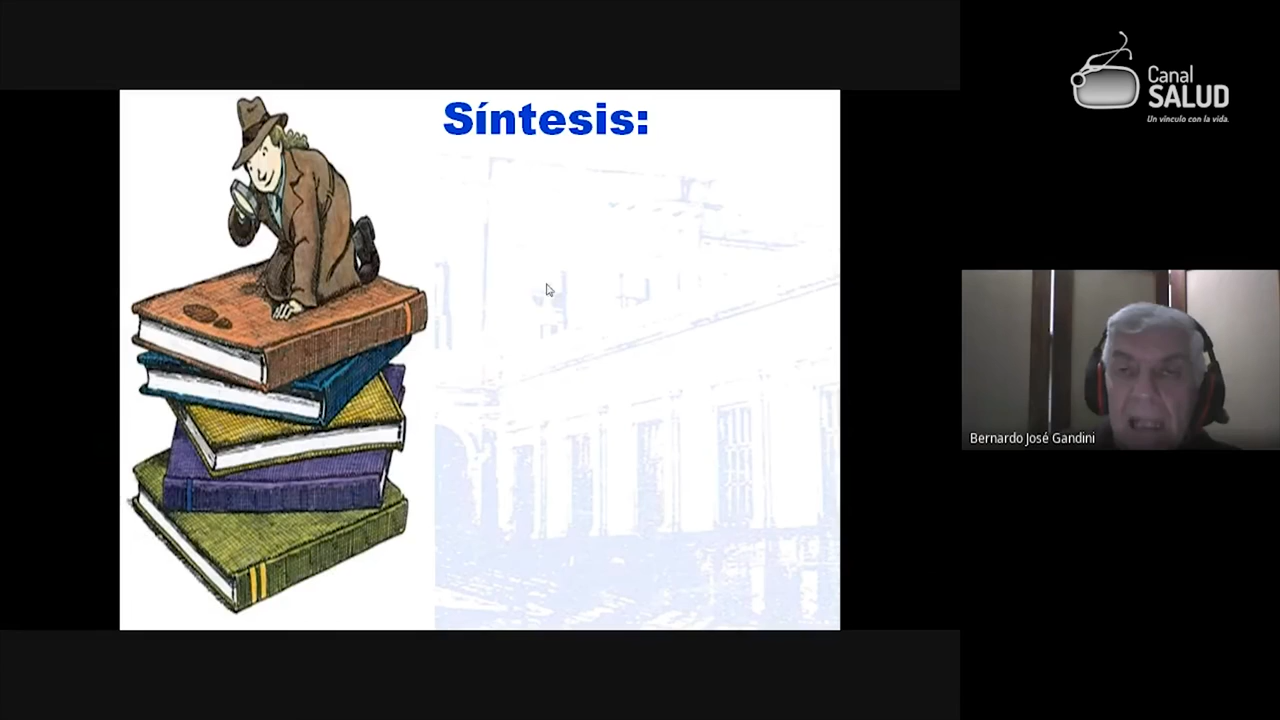 Síntesis:
Canal
SALUD
Un vínculo con la vida.
Bernardo José Gandini